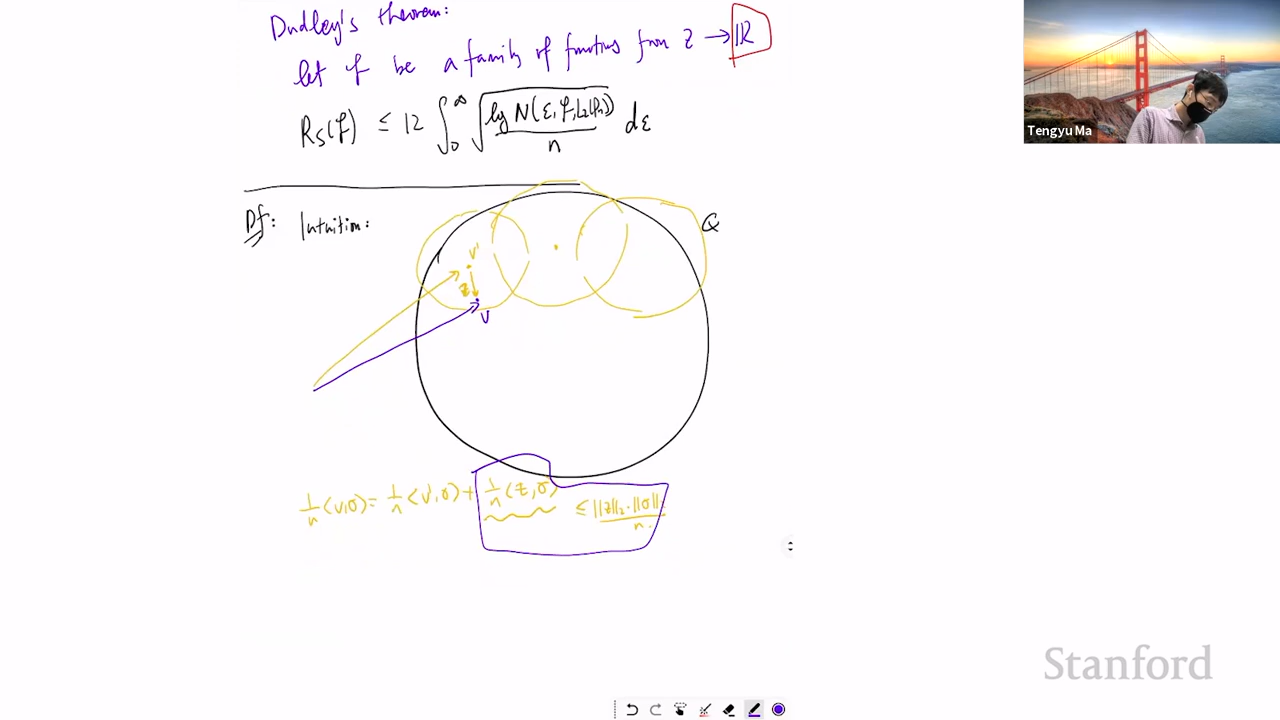 Dudley's theorem:
let F be a family of functions from Z → ℝ
R_S(F) ≤ 12 ∫_0^∞ √(log N(ε, F, L_2(P_n)) / n) dε
Pf: Intuition:
Q
v'
z
v
1/n ⟨v, σ⟩ = 1/n ⟨v', σ⟩ + 1/n ⟨z, σ⟩ ≤ ||z||_2 · ||σ||_2 / n
Tengyu Ma
Stanford